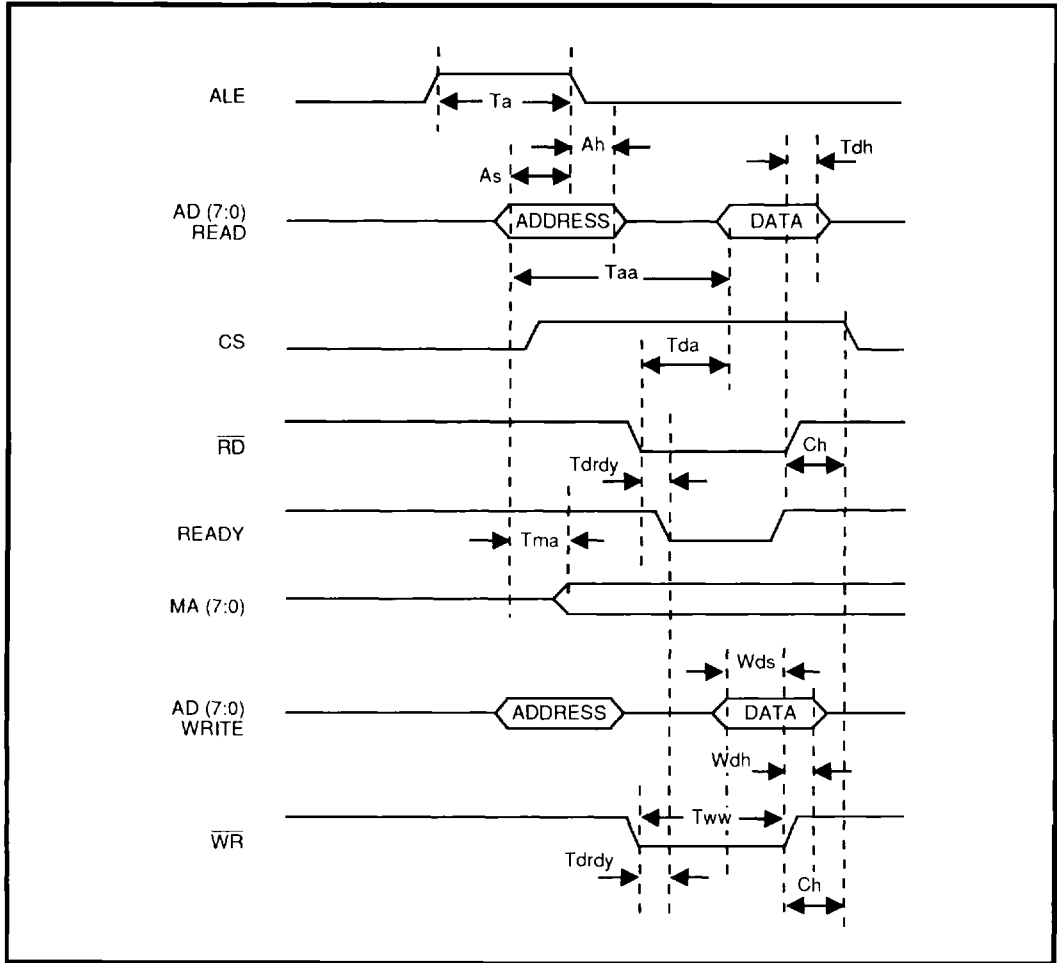 ALE
Ta
Ah
Tdh
As
AD (7:0)
READ
ADDRESS
DATA
Taa
CS
Tda
RD
Ch
Tdrdy
READY
Tma
MA (7:0)
Wds
AD (7:0)
WRITE
ADDRESS
DATA
Wdh
Tww
WR
Tdrdy
Ch